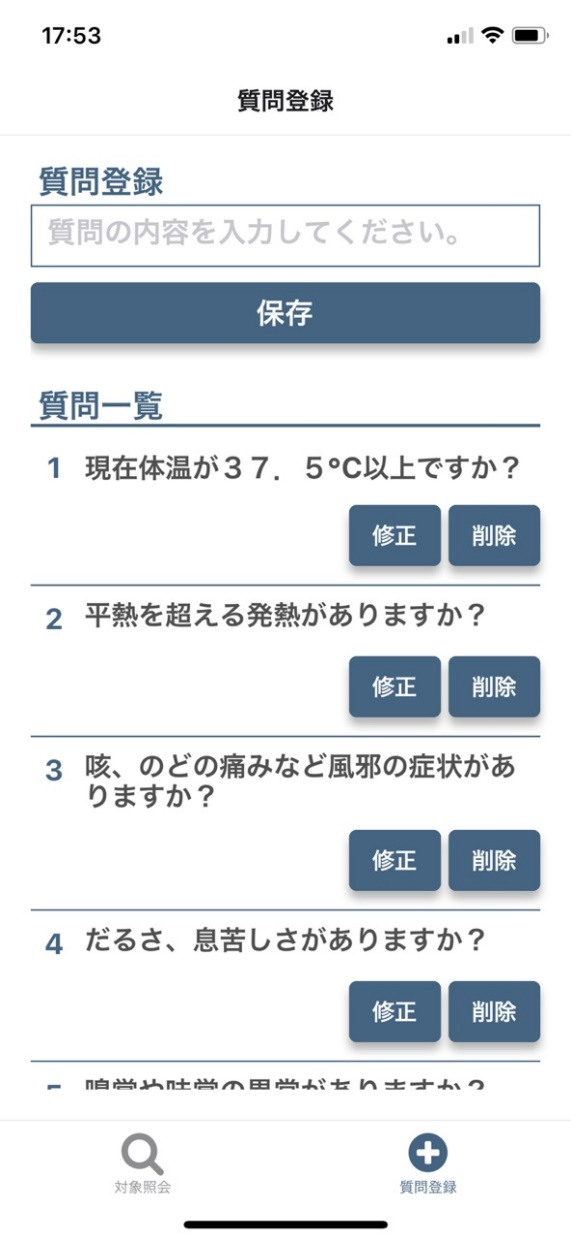 17:53
質問登録
質問登録
質問の内容を入力してください。
保存
質問一覧
1 現在体温が３７．５℃以上ですか？
修正 削除
2 平熱を超える発熱がありますか？
修正 削除
3 咳、のどの痛みなど風邪の症状があ
りますか？
修正 削除
4 だるさ、息苦しさがありますか？
修正 削除
対象照会 質問登録